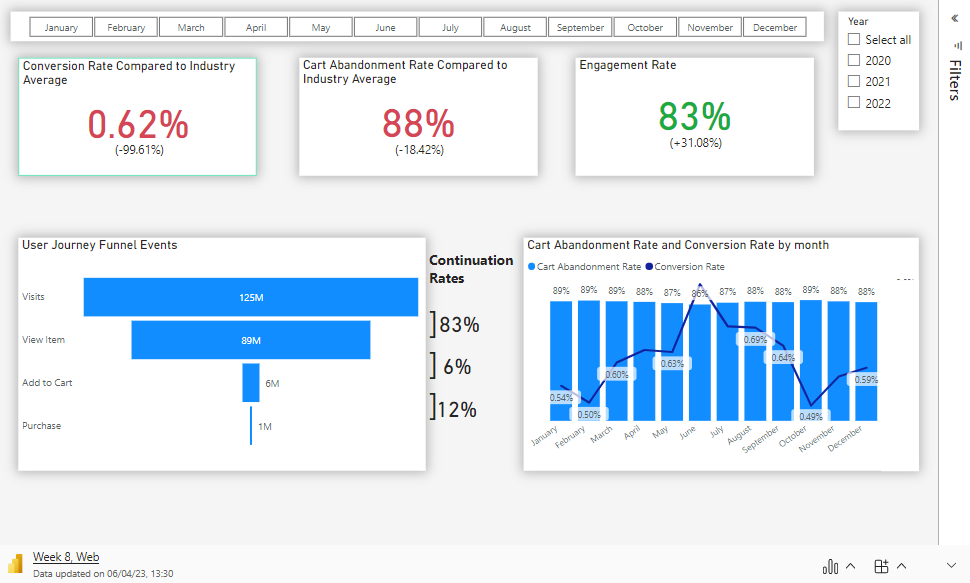 January February March April May June July August September October November December
Year
Select all
2020
2021
2022
Filters
Conversion Rate Compared to Industry
Average
0.62%
(-99.61%)
Cart Abandonment Rate Compared to
Industry Average
88%
(-18.42%)
Engagement Rate
83%
(+31.08%)
User Journey Funnel Events
Visits
125M
View Item
89M
Add to Cart
6M
Purchase
1M
Continuation
Rates
]83%
] 6%
]12%
Cart Abandonment Rate and Conversion Rate by month
Cart Abandonment Rate Conversion Rate
89% 89% 89% 88% 87% 86% 87% 88% 88% 89% 88% 88%
0.54% 0.50% 0.60% 0.63% 0.69% 0.64% 0.49% 0.59%
January February March April May June July August September October November December
Week 8, Web
Data updated on 06/04/23, 13:30